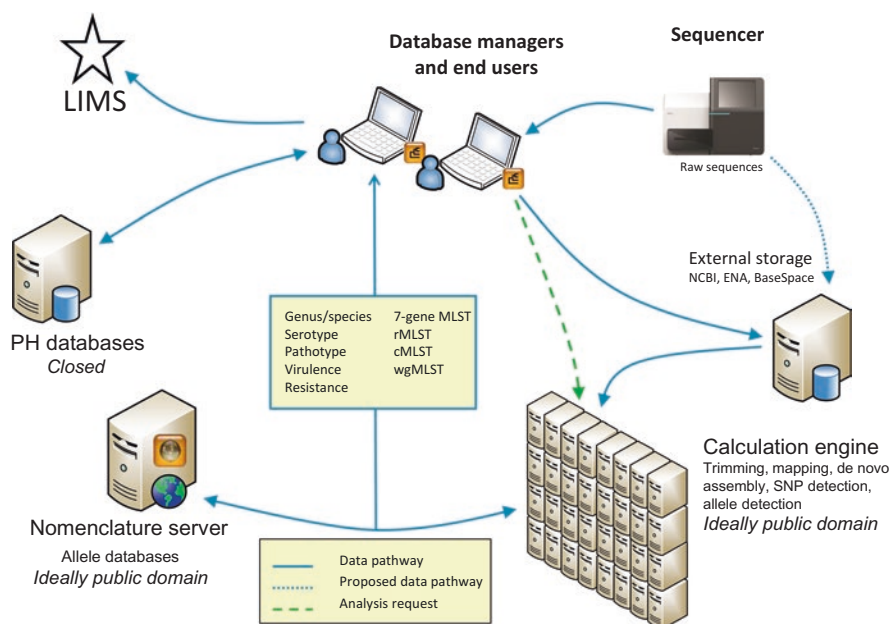 Database managers
and end users
Sequencer
LIMS
Raw sequences
External storage
NCBI, ENA, BaseSpace
PH databases
Closed
Genus/species 7-gene MLST
Serotype rMLST
Pathotype cMLST
Virulence wgMLST
Resistance
Calculation engine
Trimming, mapping, de novo
assembly, SNP detection,
allele detection
Ideally public domain
Nomenclature server
Allele databases
Ideally public domain
Data pathway
Proposed data pathway
Analysis request